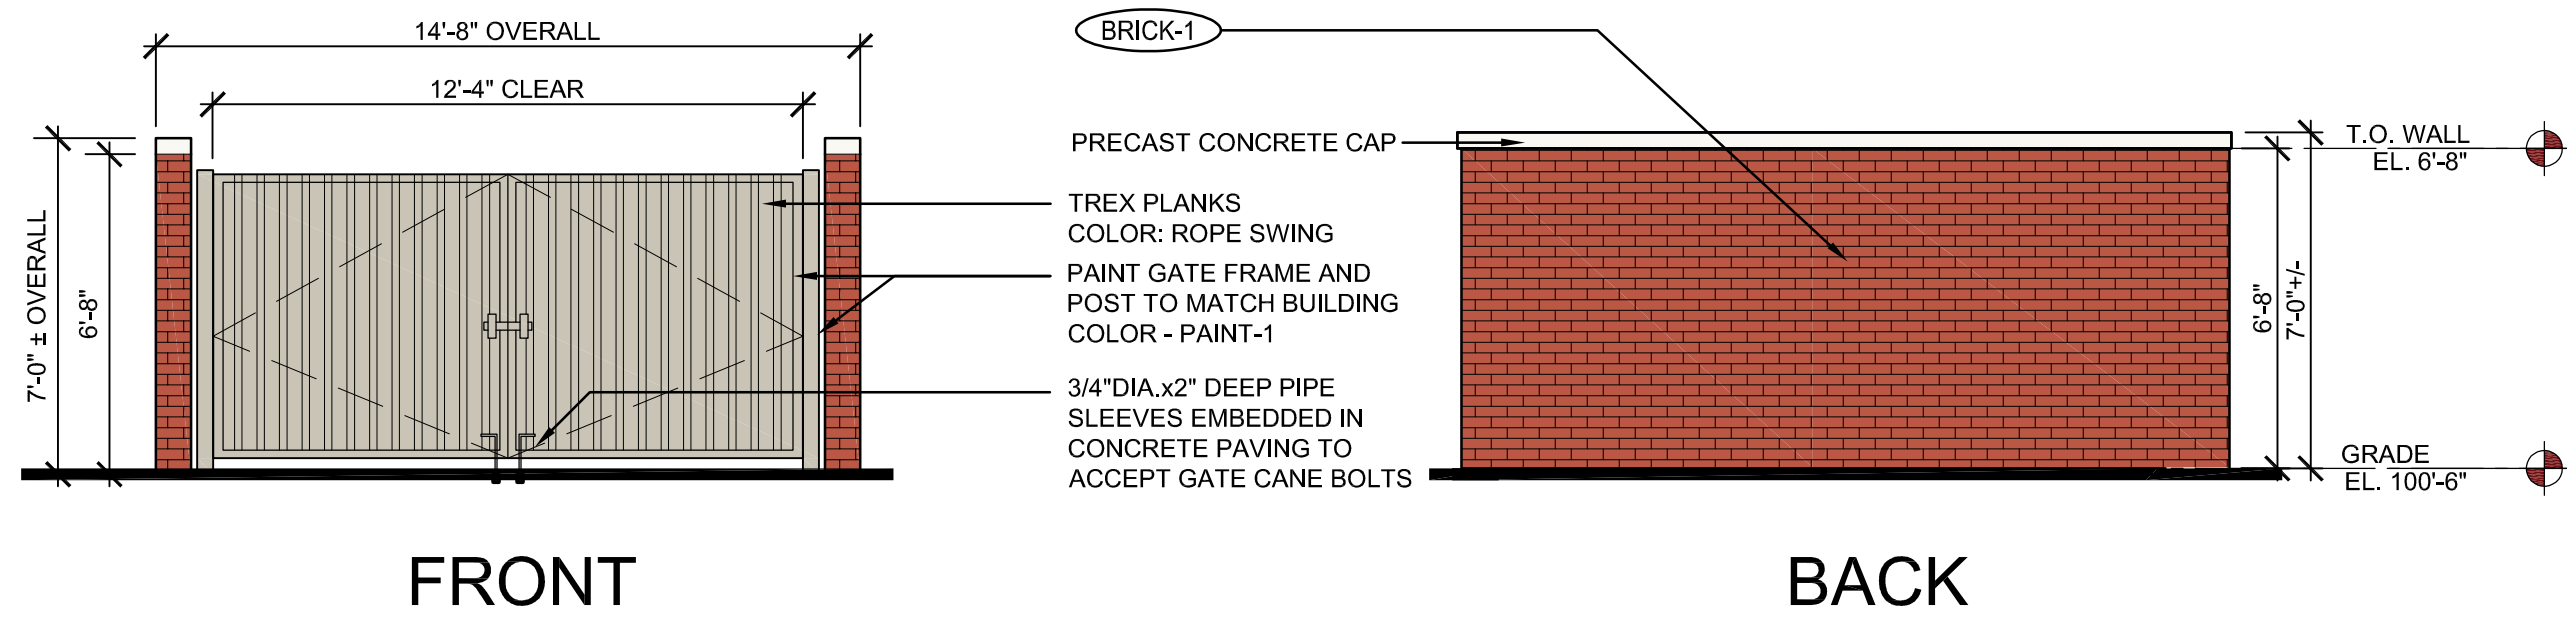 14'-8" OVERALL
12'-4" CLEAR
7'-0" ± OVERALL
6'-8"
BRICK-1
PRECAST CONCRETE CAP
TREX PLANKS
COLOR: ROPE SWING
PAINT GATE FRAME AND
POST TO MATCH BUILDING
COLOR - PAINT-1
3/4"DIA.x2" DEEP PIPE
SLEEVES EMBEDDED IN
CONCRETE PAVING TO
ACCEPT GATE CANE BOLTS
6'-8"
7'-0"+/-
T.O. WALL
EL. 6'-8"
GRADE
EL. 100'-6"
FRONT
BACK